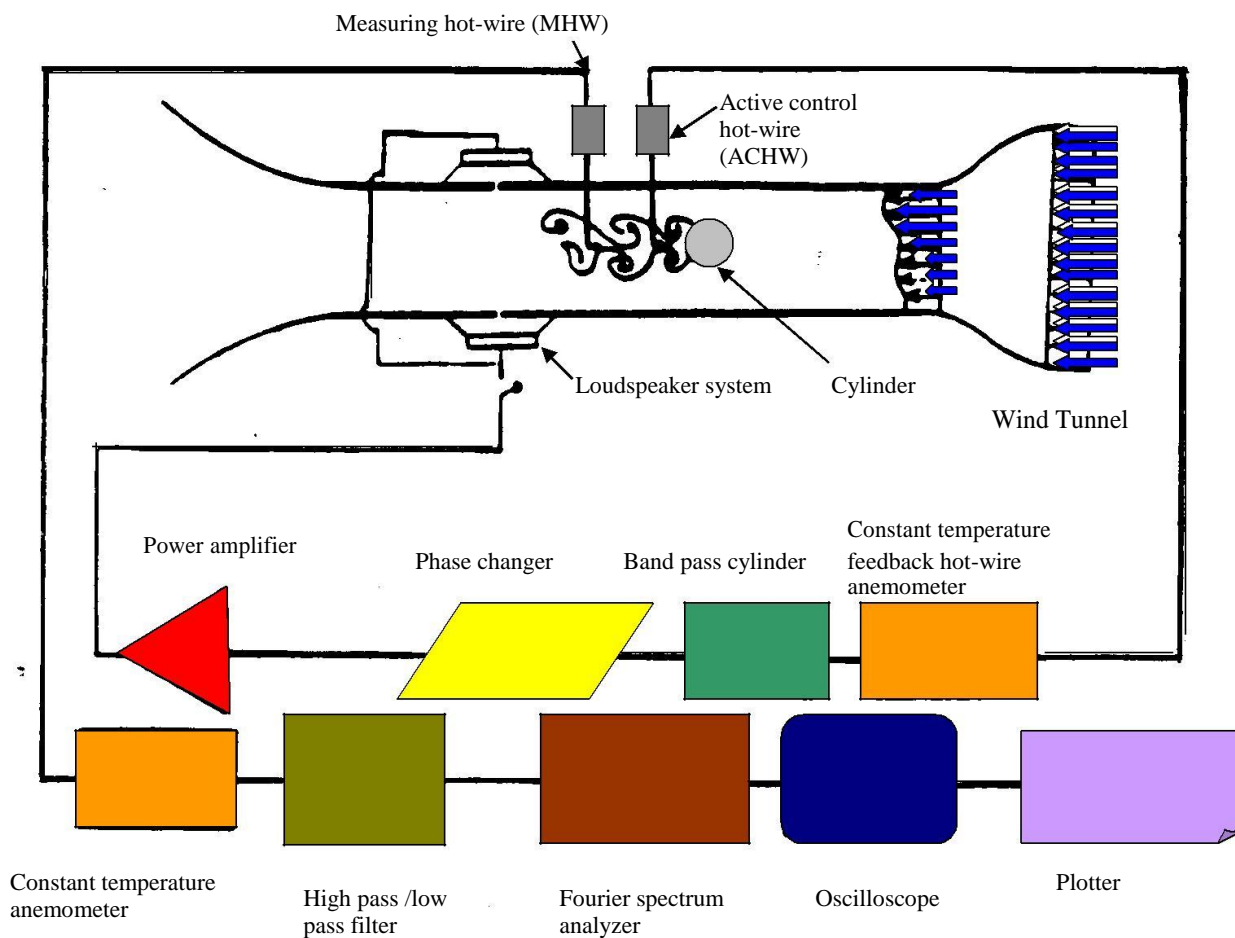 Measuring hot-wire (MHW)
Active control
hot-wire
(ACHW)
Loudspeaker system
Cylinder
Wind Tunnel
Power amplifier
Phase changer
Band pass cylinder
Constant temperature
feedback hot-wire
anemometer
Constant temperature
anemometer
High pass /low
pass filter
Fourier spectrum
analyzer
Oscilloscope
Plotter